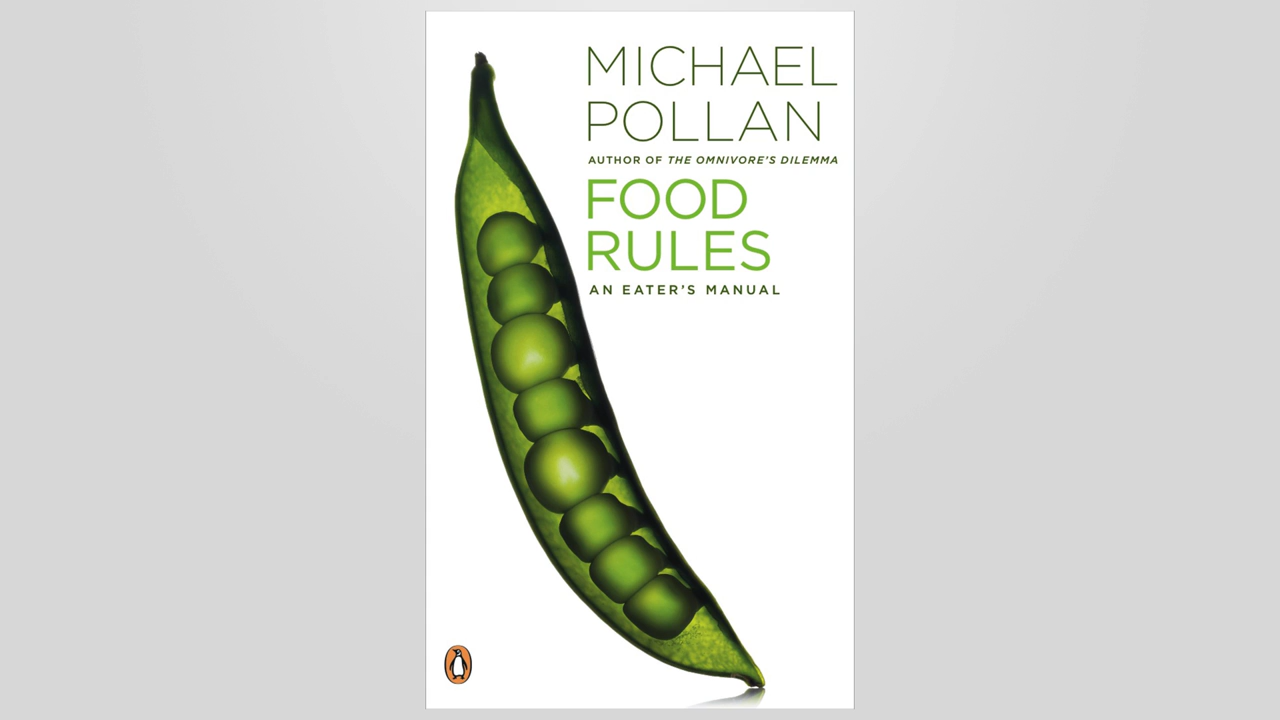 MICHAEL
POLLAN
AUTHOR OF THE OMNIVORE'S DILEMMA
FOOD
RULES
AN EATER'S MANUAL